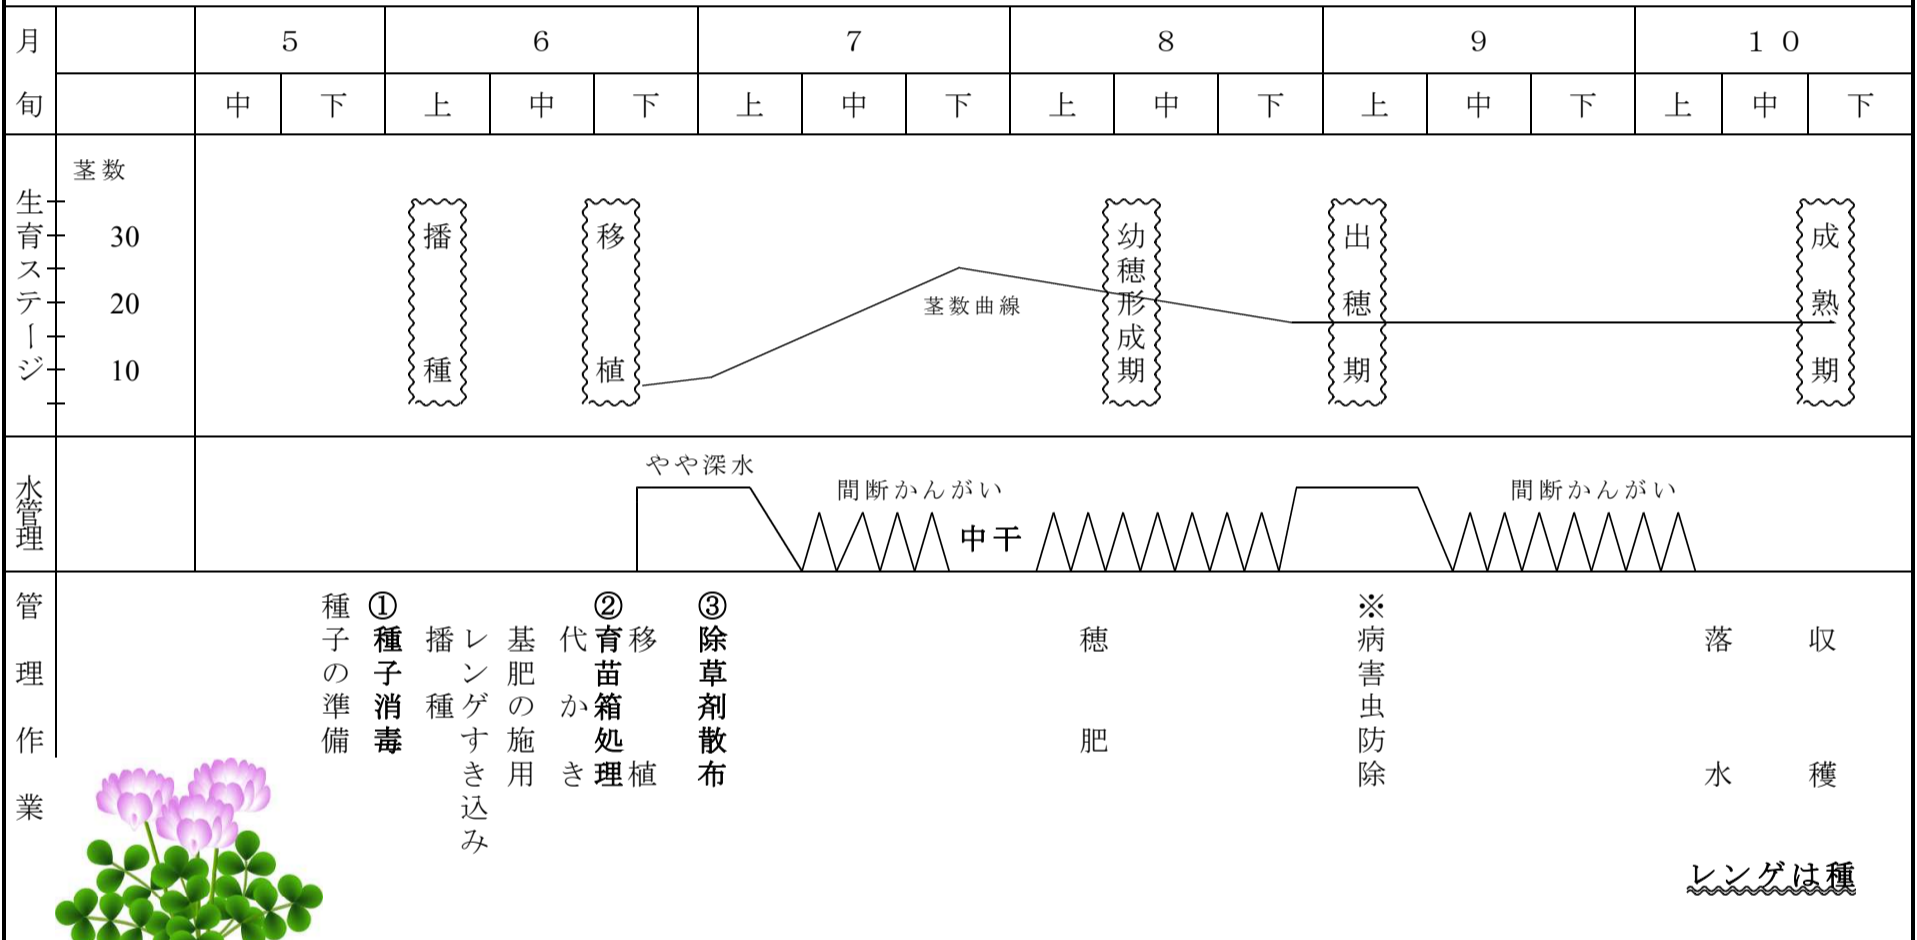 月 5 6 7 8 9 10
旬 中 下 上 中 下 上 中 下 上 中 下 上 中 下 上 中 下
生育ステージ
茎数
30
20
10
播種
移植
茎数曲線
幼穂形成期
出穂期
成熟期
水管理
やや深水
間断かんがい
中干
間断かんがい
管理作業
種子の準備
①種子消毒
播種
レンゲすき込み
基肥の施用
代かき
②育苗箱処理
移植
③除草剤散布
穂肥
※病害虫防除
落水
収穫
レンゲは種